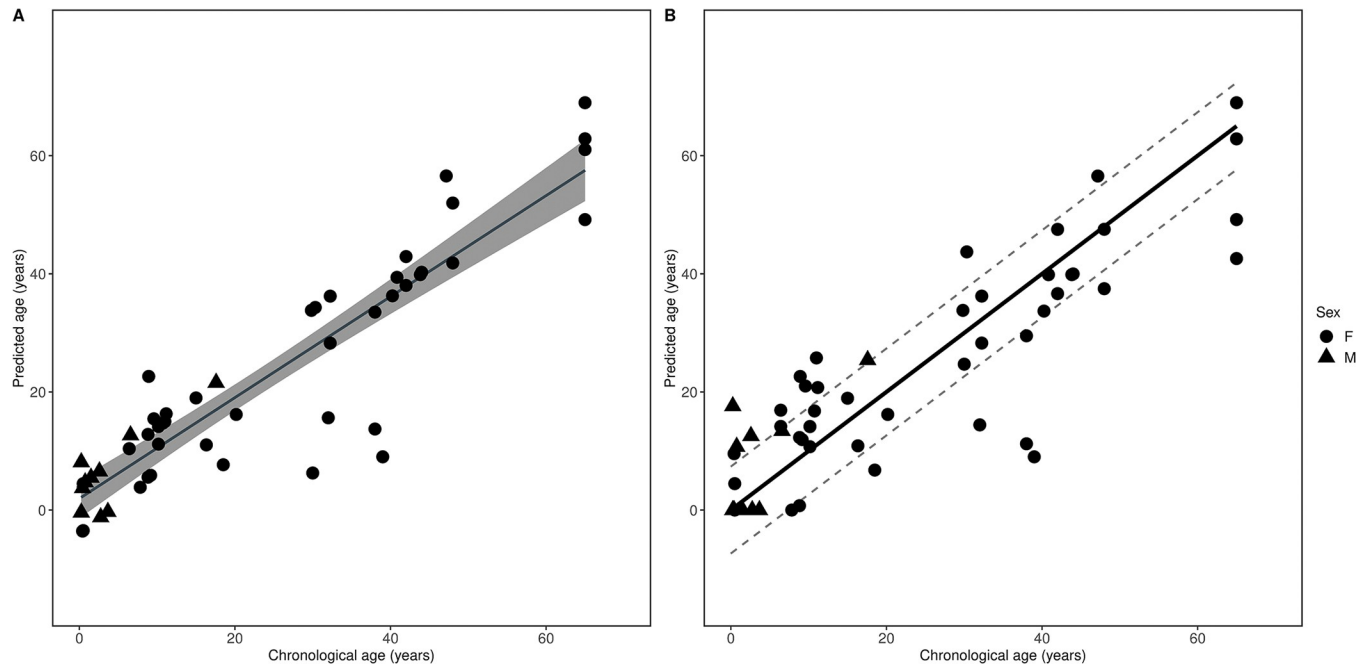 A
B
Predicted age (years)
60
40
20
0
0 20 40 60
Chronological age (years)
Predicted age (years)
60
40
20
0
0 20 40 60
Chronological age (years)
Sex
F
M